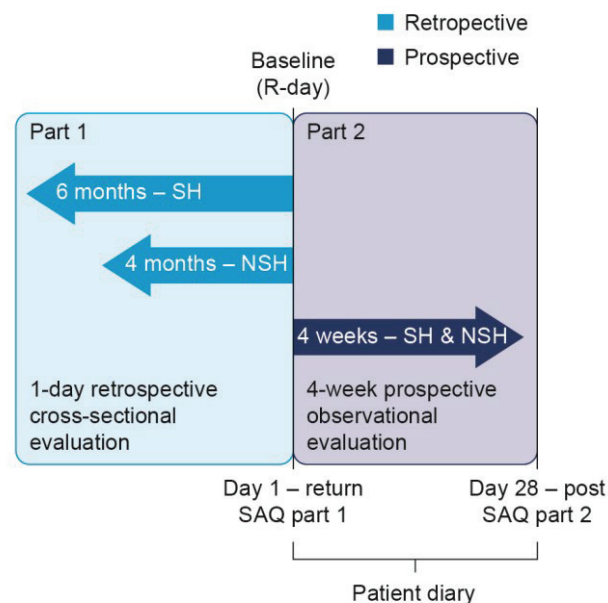 Retropective
Prospective
Baseline
(R-day)
Part 1
Part 2
6 months – SH
4 months – NSH
4 weeks – SH & NSH
1-day retrospective
cross-sectional
evaluation
4-week prospective
observational
evaluation
Day 1 – return
SAQ part 1
Day 28 – post
SAQ part 2
Patient diary